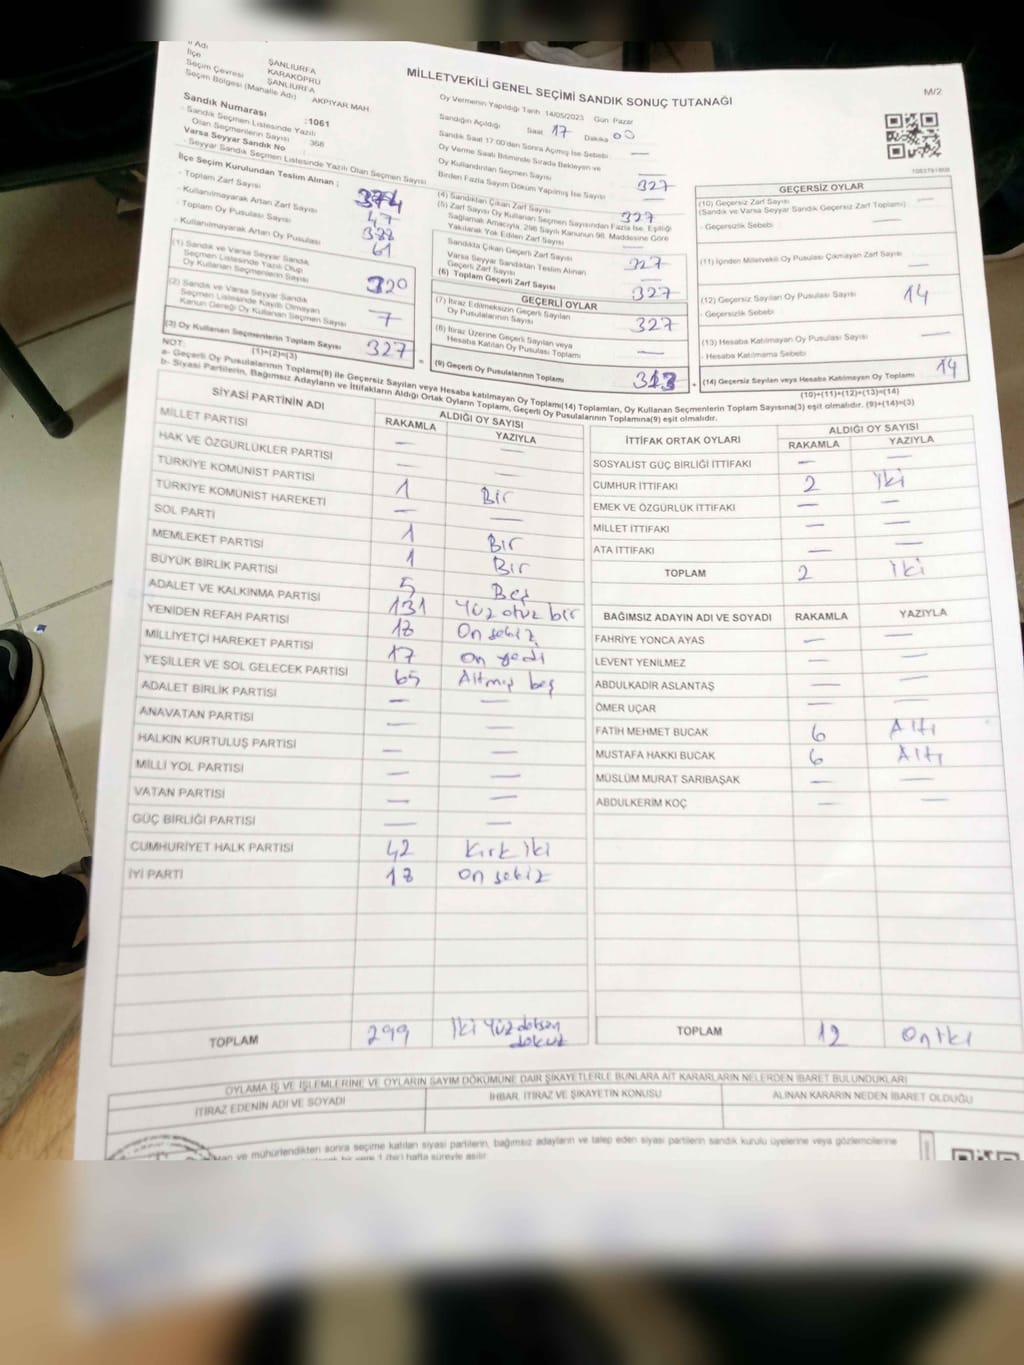 İl Adı ŞANLIURFA
İlçe KARAKÖPRÜ
Seçim Çevresi ŞANLIURFA
Seçim Bölgesi (Mahalle Adı) AKPIYAR MAH.
MİLLETVEKİLİ GENEL SEÇİMİ SANDIK SONUÇ TUTANAĞI
M/2
Sandık Numarası :1061
- Sandık Seçmen Listesinde Yazılı
Olan Seçmenlerin Sayısı 368
Varsa Seyyar Sandık No
- Seyyar Sandık Seçmen Listesinde Yazılı Olan Seçmen Sayısı
İlçe Seçim Kurulundan Teslim Alınan ;
- Toplam Zarf Sayısı 374
- Kullanılmayarak Artan Zarf Sayısı 47
- Toplam Oy Pusulası Sayısı 388
- Kullanılmayarak Artan Oy Pusulası 61
(1) Sandık ve Varsa Seyyar Sandık
Seçmen Listesinde Yazılı Olup
Oy Kullanan Seçmenlerin Sayısı 320
(2) Sandık ve Varsa Seyyar Sandık
Seçmen Listesinde Kayıtlı Olmayan
Kanun Gereği Oy Kullanan Seçmen Sayısı 7
(3) Oy Kullanan Seçmenlerin Toplam Sayısı 327
(1)+(2)=(3)
Oy Vermenin Yapıldığı Tarih 14/05/2023 Gün Pazar
Sandığın Açıldığı Saat 17 Dakika 00
Sandık Saat 17:00'den Sonra Açılmış İse Sebebi —
Oy Verme Saati Bitiminde Sırada Bekleyen ve
Oy Kullandırılan Seçmen Sayısı —
Birden Fazla Sayım Döküm Yapılmış İse Sayısı —
(4) Sandıktan Çıkan Zarf Sayısı 327
(5) Zarf Sayısı Oy Kullanan Seçmen Sayısından Fazla İse, Eşitliği
Sağlamak Amacıyla, 298 Sayılı Kanunun 98. Maddesine Göre
Yakılarak Yok Edilen Zarf Sayısı —
327
Sandıkta Çıkan Geçerli Zarf Sayısı 327
Varsa Seyyar Sandıktan Teslim Alınan
Geçerli Zarf Sayısı
(6) Toplam Geçerli Zarf Sayısı 327
GEÇERLİ OYLAR
(7) İtiraz Edilmeksizin Geçerli Sayılan
Oy Pusulalarının Sayısı 327
(8) İtiraz Üzerine Geçerli Sayılan veya
Hesaba Katılan Oy Pusulası Toplamı —
(9) Geçerli Oy Pusulalarının Toplamı 313
GEÇERSİZ OYLAR
(10) Geçersiz Zarf Sayısı —
(Sandık ve Varsa Seyyar Sandık Geçersiz Zarf Toplamı)
- Geçersizlik Sebebi —
(11) İçinden Milletvekili Oy Pusulası Çıkmayan Zarf Sayısı —
(12) Geçersiz Sayılan Oy Pusulası Sayısı 14
- Geçersizlik Sebebi
(13) Hesaba Katılmayan Oy Pusulası Sayısı —
- Hesaba Katılmama Sebebi
(14) Geçersiz Sayılan veya Hesaba Katılmayan Oy Toplamı 14
(10)+(11)+(12)+(13)=(14)
NOT:
a- Geçerli Oy Pusulaları Toplamı(9) ile Geçersiz Sayılan veya Hesaba katılmayan Oy Toplamı(14) Toplamları, Oy Kullanan Seçmenlerin Toplam Sayısına(3) eşit olmalıdır. (9)+(14)=(3)
b- Siyasi Partilerin, Bağımsız Adayların ve İttifakların Aldığı Ortak Oyların Toplamı, Geçerli Oy Pusulalarının Toplamına(9) eşit olmalıdır.
SİYASİ PARTİNİN ADI ALDIĞI OY SAYISI
RAKAMLA YAZIYLA
MİLLET PARTİSİ — —
HAK VE ÖZGÜRLÜKLER PARTİSİ — —
TÜRKİYE KOMÜNİST PARTİSİ 1 Bir
TÜRKİYE KOMÜNİST HAREKETİ — —
SOL PARTİ 1 Bir
MEMLEKET PARTİSİ 1 Bir
BÜYÜK BİRLİK PARTİSİ 5 Beş
ADALET VE KALKINMA PARTİSİ 131 Yüz otuz bir
YENİDEN REFAH PARTİSİ 18 On sekiz
MİLLİYETÇİ HAREKET PARTİSİ 17 on yedi
YEŞİLLER VE SOL GELECEK PARTİSİ 65 Altmış beş
ADALET BİRLİK PARTİSİ — —
ANAVATAN PARTİSİ — —
HALKIN KURTULUŞ PARTİSİ — —
MİLLİ YOL PARTİSİ — —
VATAN PARTİSİ — —
GÜÇ BİRLİĞİ PARTİSİ — —
CUMHURİYET HALK PARTİSİ 42 Kırk iki
İYİ PARTİ 18 On sekiz
TOPLAM 299 İki Yüz doksan dokuz
İTTİFAK ORTAK OYLARI ALDIĞI OY SAYISI
RAKAMLA YAZIYLA
SOSYALİST GÜÇ BİRLİĞİ İTTİFAKI — —
CUMHUR İTTİFAKI 2 iki
EMEK VE ÖZGÜRLÜK İTTİFAKI — —
MİLLET İTTİFAKI — —
ATA İTTİFAKI — —
TOPLAM 2 iki
BAĞIMSIZ ADAYIN ADI VE SOYADI RAKAMLA YAZIYLA
FAHRİYE YONCA AYAS — —
LEVENT YENİLMEZ — —
ABDULKADİR ASLANTAŞ — —
ÖMER UÇAR — —
FATİH MEHMET BUCAK 6 Altı
MUSTAFA HAKKI BUCAK 6 Altı
MÜSLÜM MURAT SARIBAŞAK — —
ABDULKERİM KOÇ — —
TOPLAM 12 On iki
OYLAMA İŞ VE İŞLEMLERİNE VE OYLARIN SAYIM DÖKÜMÜNE DAİR ŞİKAYETLERLE BUNLARA AİT KARARLARIN NELERDEN İBARET BULUNDUKLARI
İTİRAZ EDENİN ADI VE SOYADI İHBAR, İTİRAZ VE ŞİKAYETİN KONUSU ALINAN KARARIN NEDEN İBARET OLDUĞU
ve mühürlendikten sonra seçime katılan siyasi partilerin, bağımsız adayların ve talep eden siyasi partilerin sandık kurulu üyelerine veya gözlemcilerine
bir yere 1 (bir) hafta süreyle asılır.